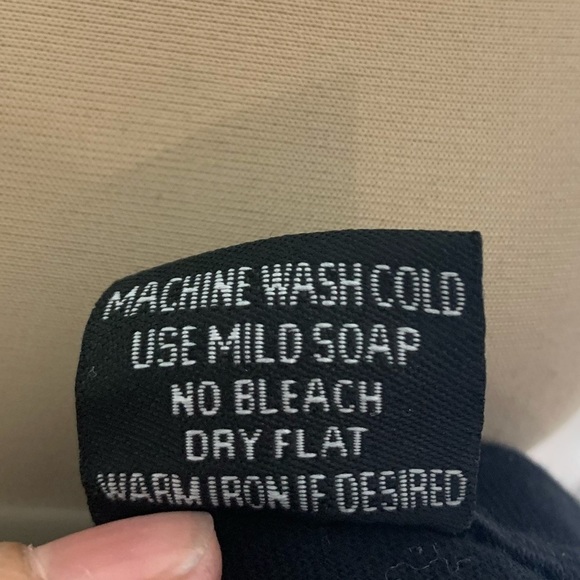 MACHINE WASH COLD
USE MILD SOAP
NO BLEACH
DRY FLAT
WARM IRON IF DESIRED